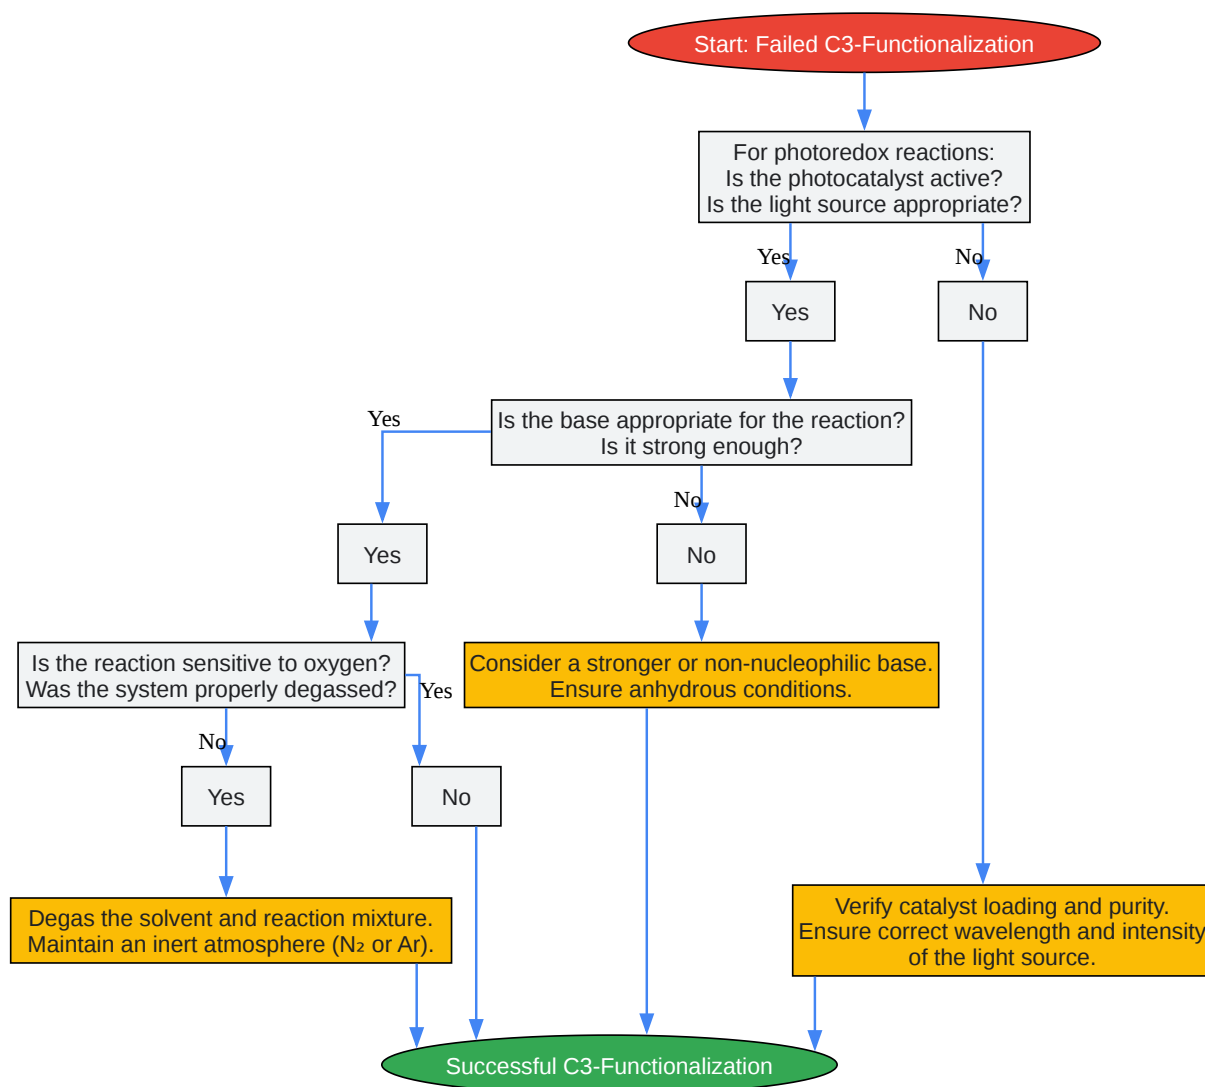 Start: Failed C3-Functionalization
For photoredox reactions:
Is the photocatalyst active?
Is the light source appropriate?
Yes
No
Yes
No
Yes
Is the base appropriate for the reaction?
Is it strong enough?
No
Yes
No
Is the reaction sensitive to oxygen?
Was the system properly degassed?
Yes
Consider a stronger or non-nucleophilic base.
Ensure anhydrous conditions.
No
Yes
No
Degas the solvent and reaction mixture.
Maintain an inert atmosphere (N₂ or Ar).
Verify catalyst loading and purity.
Ensure correct wavelength and intensity
of the light source.
Successful C3-Functionalization